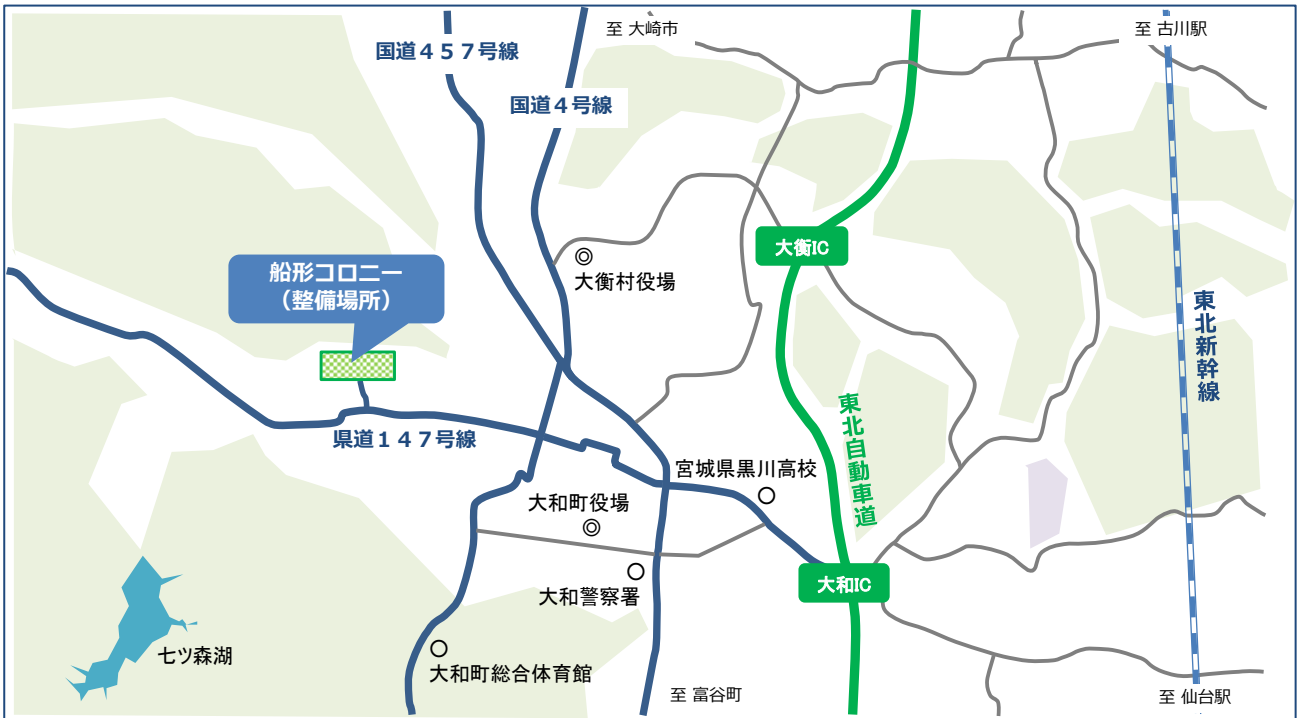 至 大崎市
至 古川駅
国道４５７号線
国道４号線
大衡IC
船形コロニー
（整備場所）
大衡村役場
東北新幹線
県道１４７号線
東北自動車道
宮城県黒川高校
大和町役場
大和IC
大和警察署
七ツ森湖
大和町総合体育館
至 富谷町
至 仙台駅